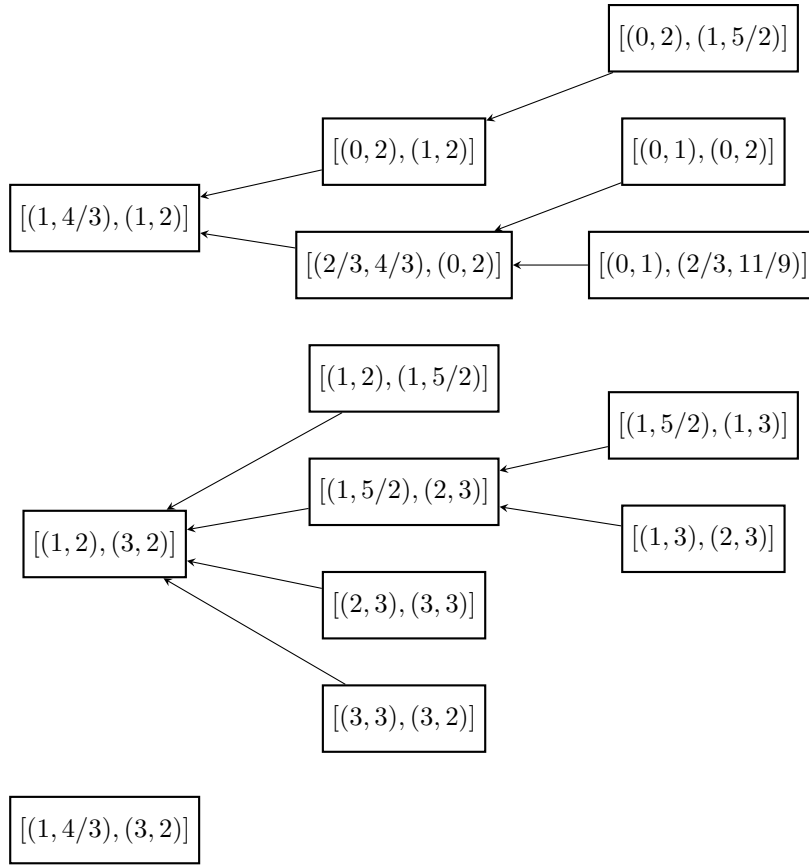 [(0, 2), (1, 5/2)]
[(0, 2), (1, 2)]
[(0, 1), (0, 2)]
[(1, 4/3), (1, 2)]
[(2/3, 4/3), (0, 2)]
[(0, 1), (2/3, 11/9)]
[(1, 2), (1, 5/2)]
[(1, 5/2), (1, 3)]
[(1, 5/2), (2, 3)]
[(1, 2), (3, 2)]
[(1, 3), (2, 3)]
[(2, 3), (3, 3)]
[(3, 3), (3, 2)]
[(1, 4/3), (3, 2)]